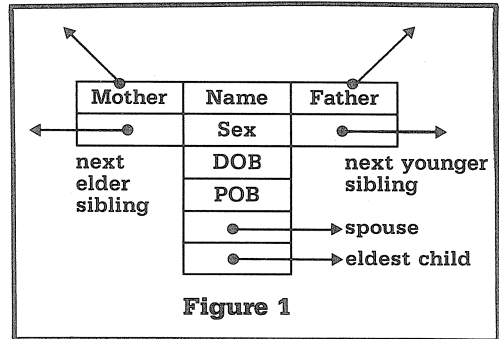 Mother Name Father
Sex
next DOB next younger
elder sibling
sibling POB
spouse
eldest child
Figure 1